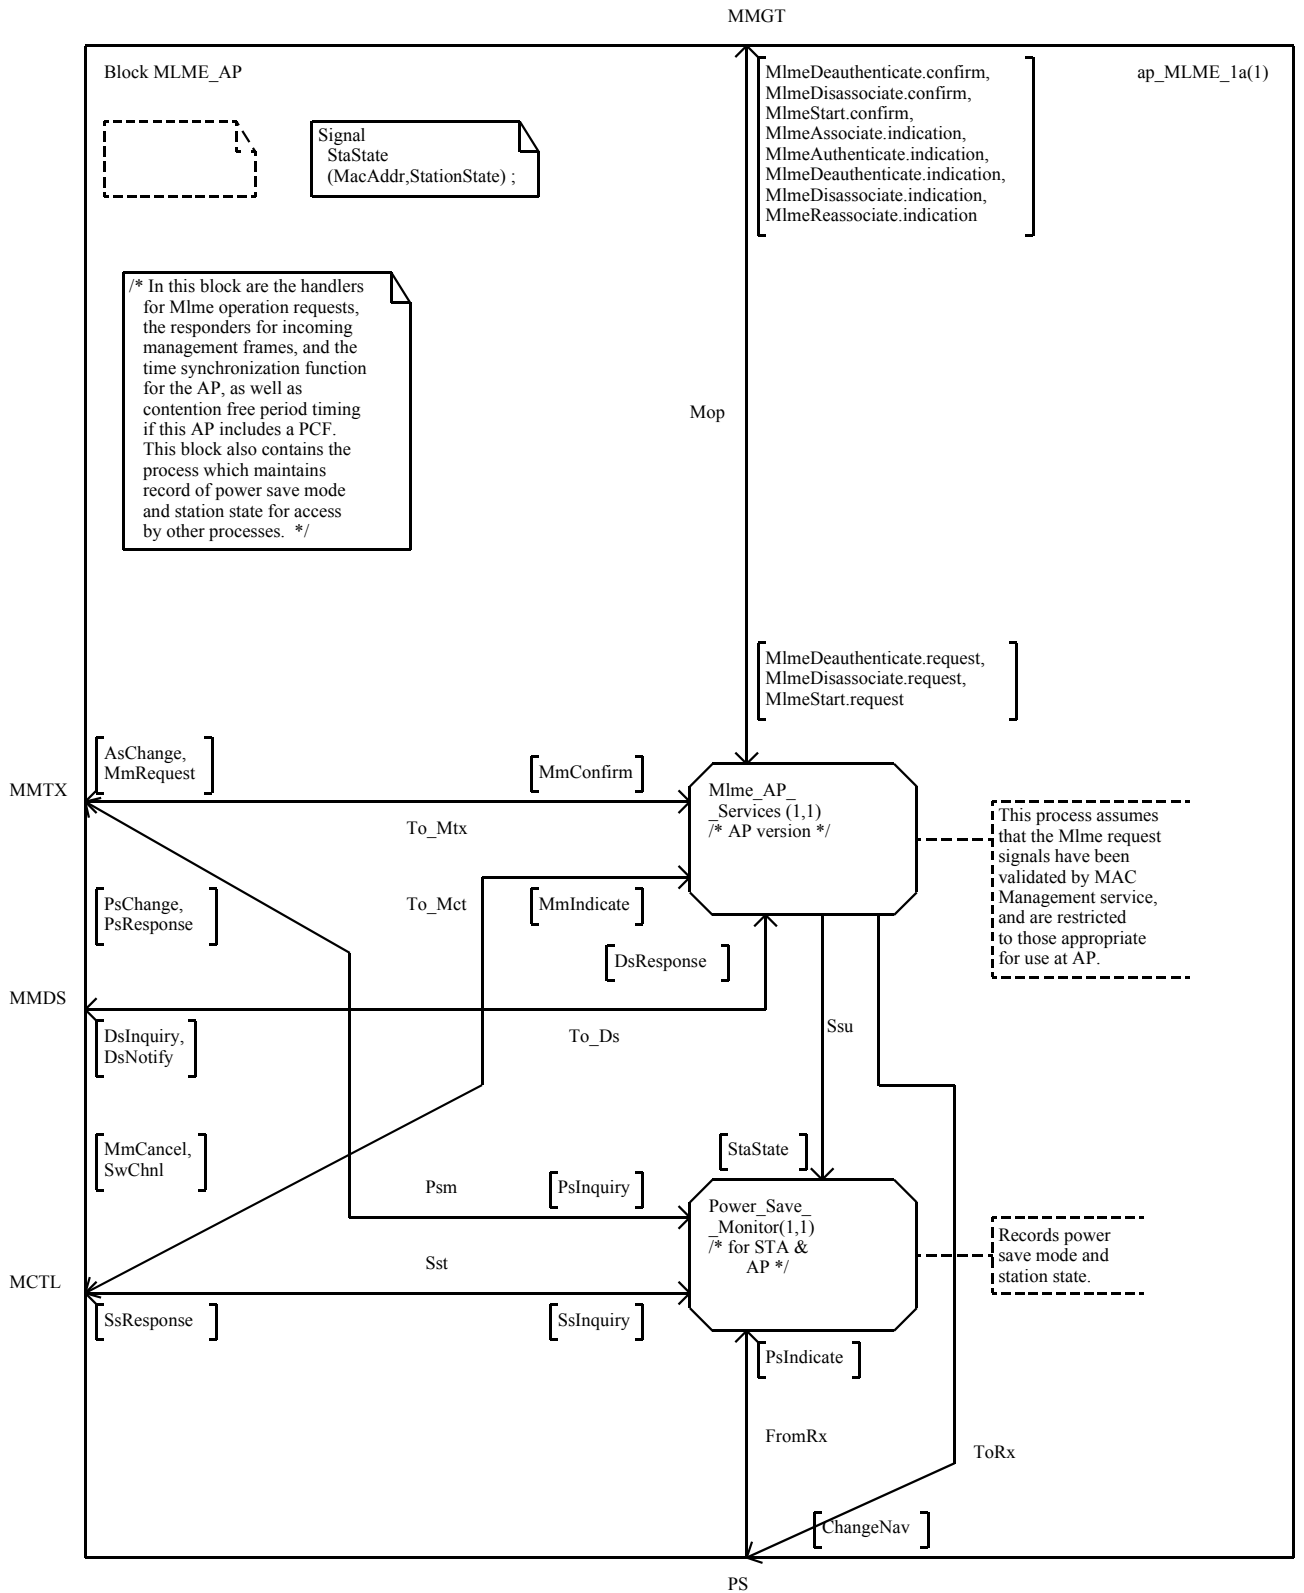 MMGT
Block MLME_AP
ap_MLME_1a(1)
Signal
StaState
(MacAddr,StationState) ;
MlmeDeauthenticate.confirm,
MlmeDisassociate.confirm,
MlmeStart.confirm,
MlmeAssociate.indication,
MlmeAuthenticate.indication,
MlmeDeauthenticate.indication,
MlmeDisassociate.indication,
MlmeReassociate.indication
/* In this block are the handlers
for Mlme operation requests,
the responders for incoming
management frames, and the
time synchronization function
for the AP, as well as
contention free period timing
if this AP includes a PCF.
This block also contains the
process which maintains
record of power save mode
and station state for access
by other processes.  */
Mop
MlmeDeauthenticate.request,
MlmeDisassociate.request,
MlmeStart.request
AsChange,
MmRequest
MmConfirm
MMTX
To_Mtx
Mlme_AP_
_Services (1,1)
/* AP version */
This process assumes
that the Mlme request
signals have been
validated by MAC
Management service,
and are restricted
to those appropriate
for use at AP.
PsChange,
PsResponse
To_Mct
MmIndicate
DsResponse
MMDS
DsInquiry,
DsNotify
To_Ds
Ssu
MmCancel,
SwChnl
StaState
Psm
PsInquiry
Power_Save_
_Monitor(1,1)
/* for STA &
AP */
Records power
save mode and
station state.
Sst
MCTL
SsResponse
SsInquiry
PsIndicate
FromRx
ToRx
ChangeNav
PS